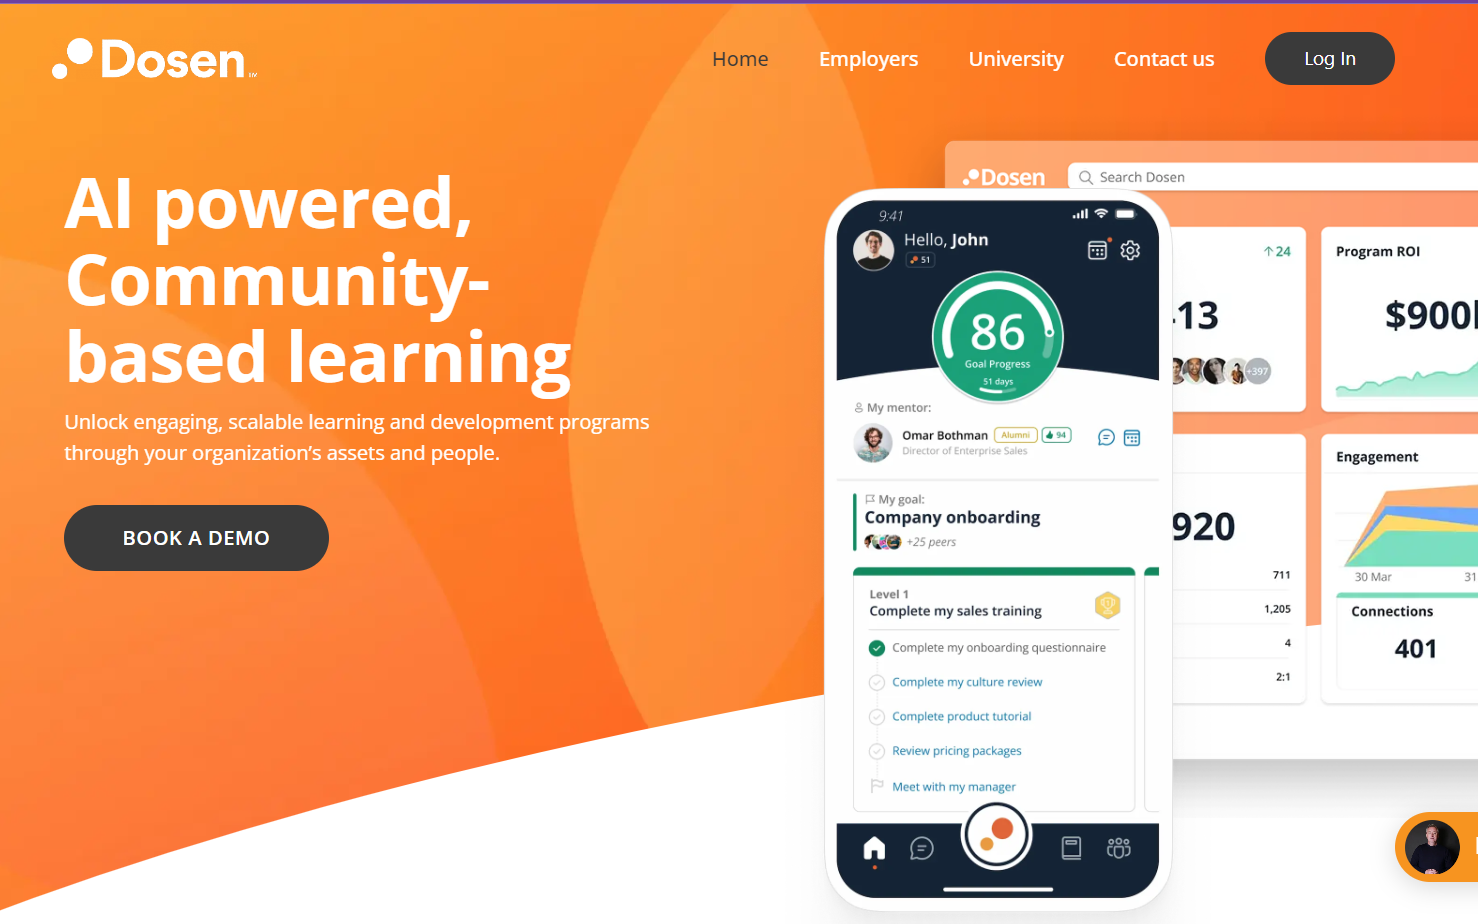 Dosen
Home
Employers
University
Contact us
Log In
AI powered,
Community-
based learning
Unlock engaging, scalable learning and development programs
through your organization’s assets and people.
BOOK A DEMO
Dosen
Search Dosen
24
Program ROI
13
$900
+397
Engagement
920
30 Mar
31
711
1,205
4
2:1
Connections
401
9:41
Hello, John
51
86
Goal Progress
51 days
My mentor:
Omar Bothman
Alumni
94
Director of Enterprise Sales
My goal:
Company onboarding
+25 peers
Level 1
Complete my sales training
Complete my onboarding questionnaire
Complete my culture review
Complete product tutorial
Review pricing packages
Meet with my manager